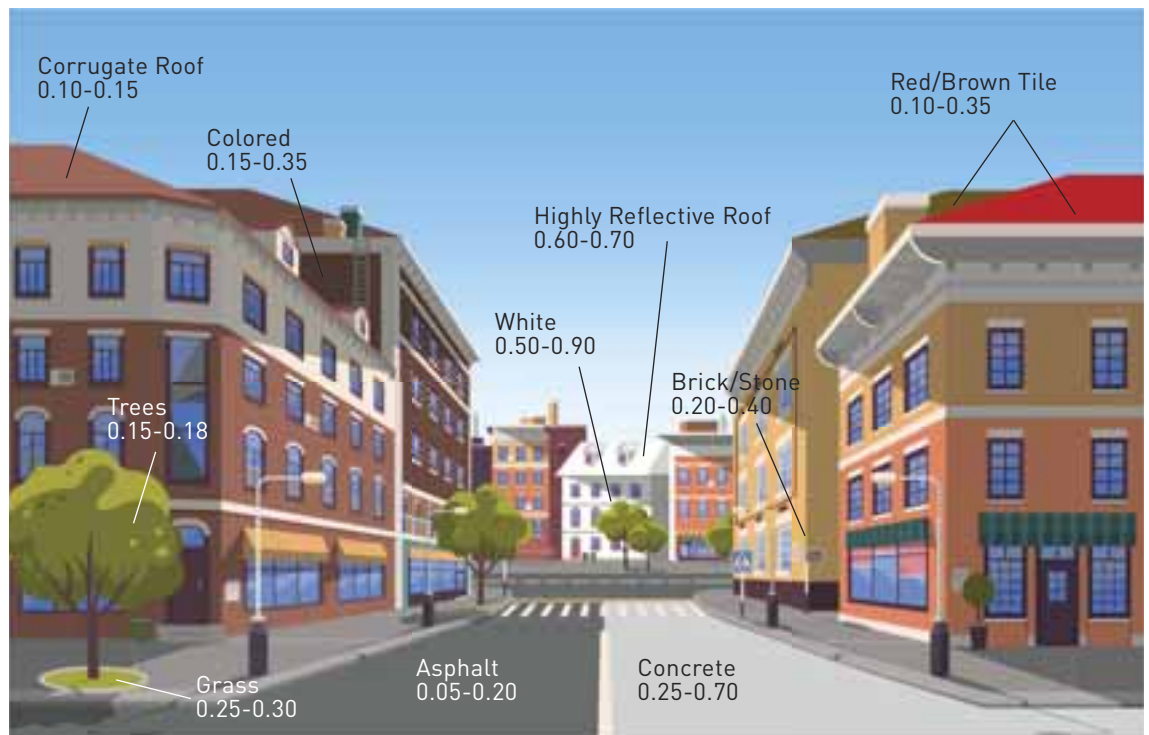 Corrugate Roof
0.10-0.15
Colored
0.15-0.35
Red/Brown Tile
0.10-0.35
Highly Reflective Roof
0.60-0.70
White
0.50-0.90
Brick/Stone
0.20-0.40
Trees
0.15-0.18
Grass
0.25-0.30
Asphalt
0.05-0.20
Concrete
0.25-0.70